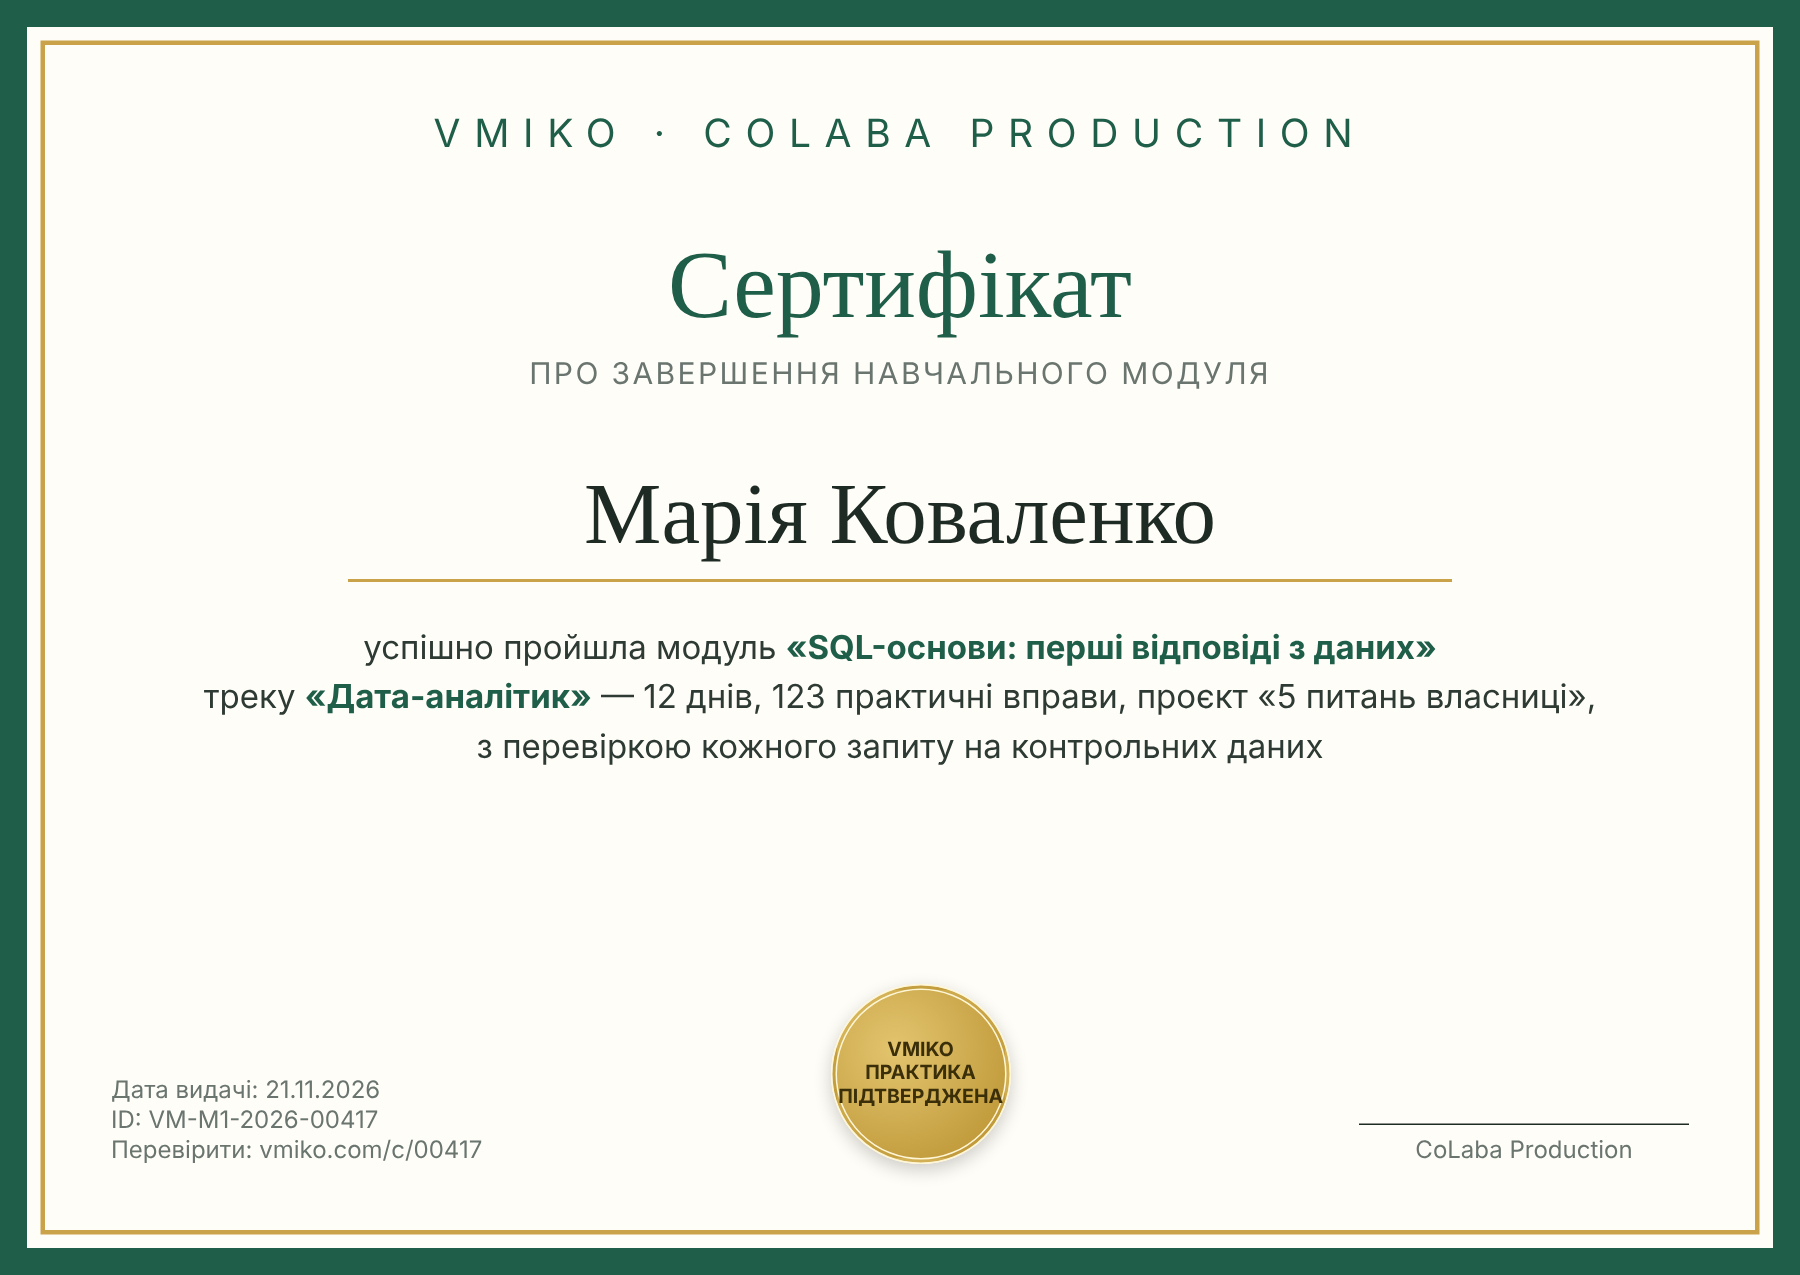 VMIKO · COLABA PRODUCTION
Сертифікат
ПРО ЗАВЕРШЕННЯ НАВЧАЛЬНОГО МОДУЛЯ
Марія Коваленко
успішно пройшла модуль «SQL-основи: перші відповіді з даних»
треку «Дата-аналітик» — 12 днів, 123 практичні вправи, проєкт «5 питань власниці»,
з перевіркою кожного запиту на контрольних даних
Дата видачі: 21.11.2026
ID: VM-M1-2026-00417
Перевірити: vmiko.com/c/00417
VMIKO
ПРАКТИКА
ПІДТВЕРДЖЕНА
CoLaba Production